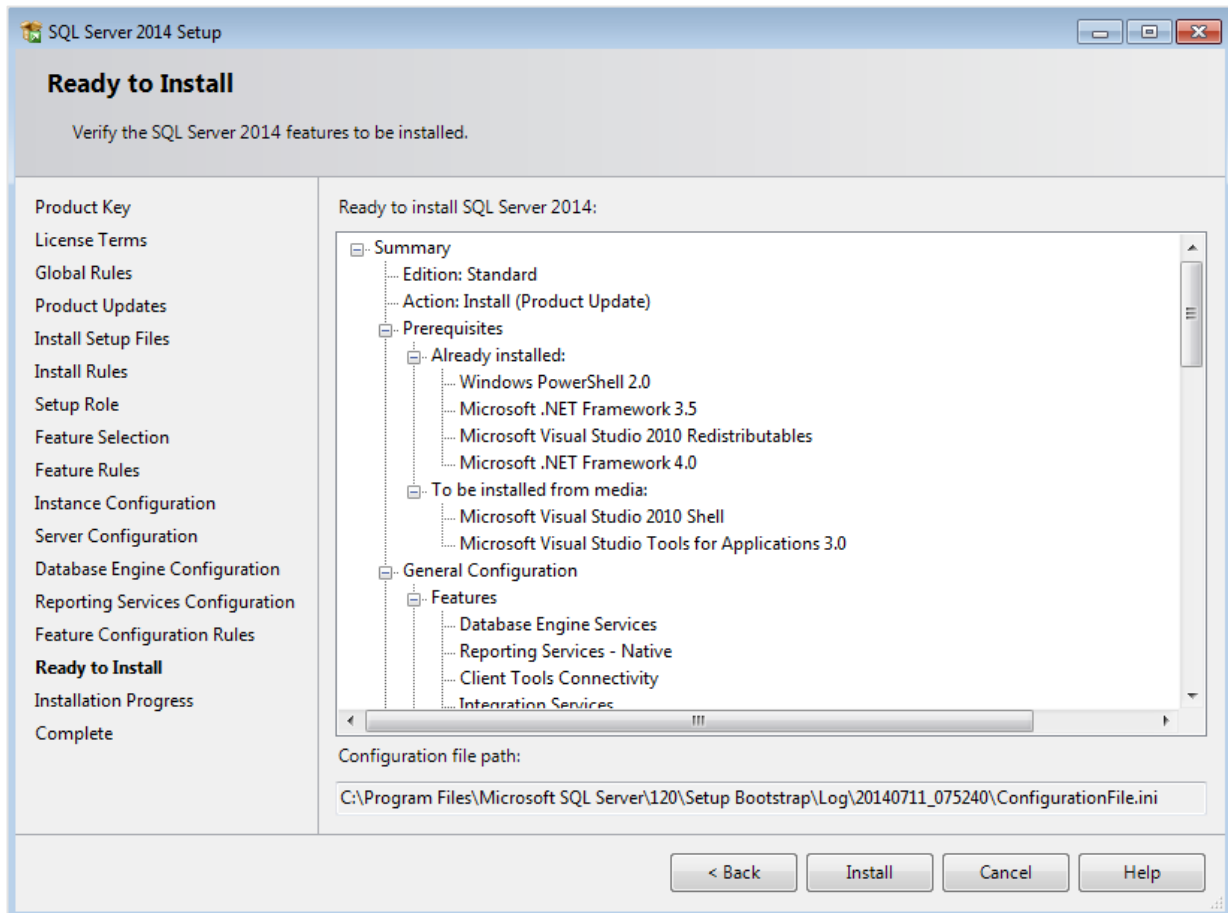 SQL Server 2014 Setup
Ready to Install
Verify the SQL Server 2014 features to be installed.
Product Key
License Terms
Global Rules
Product Updates
Install Setup Files
Install Rules
Setup Role
Feature Selection
Feature Rules
Instance Configuration
Server Configuration
Database Engine Configuration
Reporting Services Configuration
Feature Configuration Rules
Ready to Install
Installation Progress
Complete
Ready to install SQL Server 2014:
Summary
Edition: Standard
Action: Install (Product Update)
Prerequisites
Already installed:
Windows PowerShell 2.0
Microsoft .NET Framework 3.5
Microsoft Visual Studio 2010 Redistributables
Microsoft .NET Framework 4.0
To be installed from media:
Microsoft Visual Studio 2010 Shell
Microsoft Visual Studio Tools for Applications 3.0
General Configuration
Features
Database Engine Services
Reporting Services - Native
Client Tools Connectivity
Integration Services
Configuration file path:
C:\Program Files\Microsoft SQL Server\120\Setup Bootstrap\Log\20140711_075240\ConfigurationFile.ini
< Back Install Cancel Help